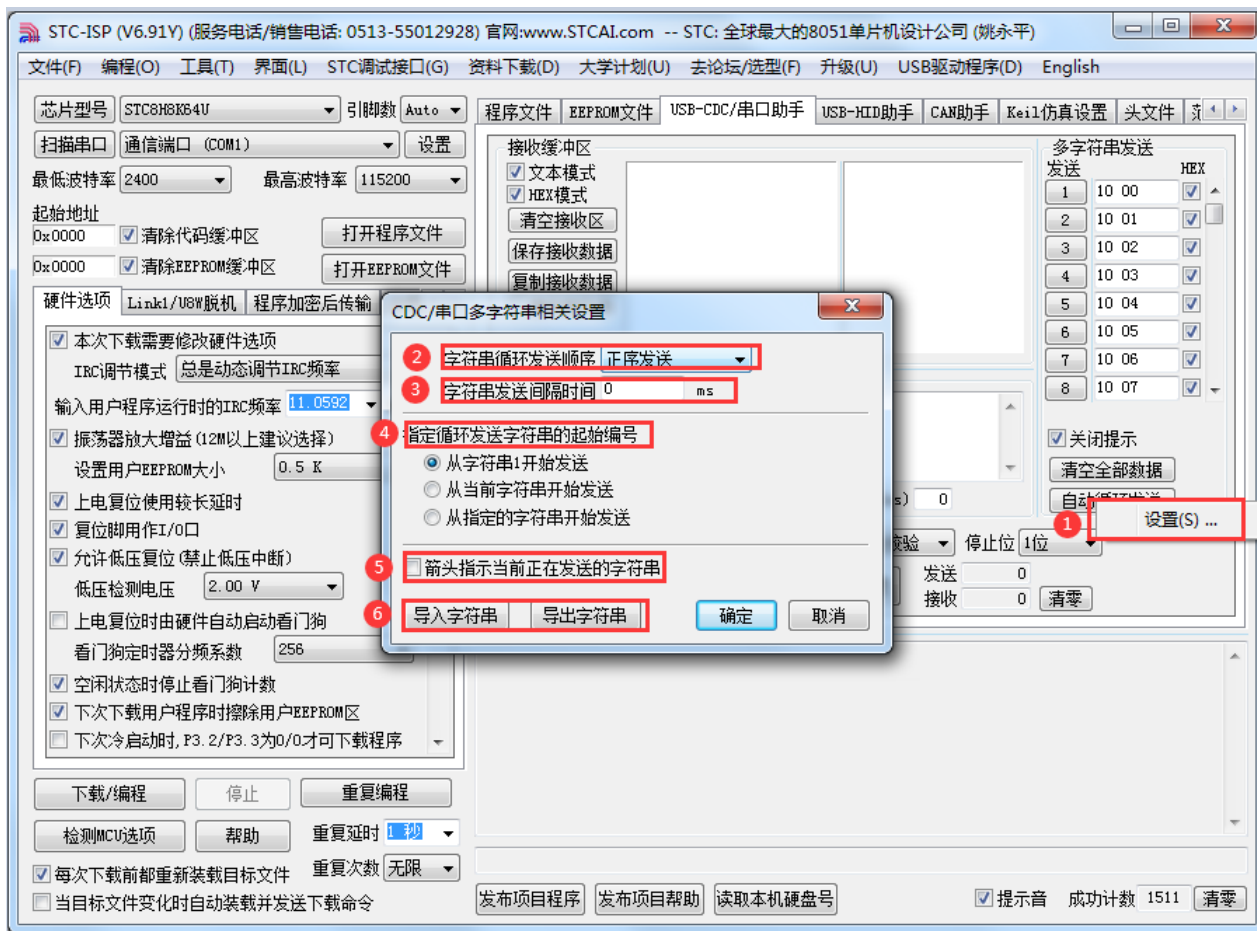 STC-ISP (V6.91Y) (服务电话/销售电话: 0513-55012928) 官网:www.STCAI.com -- STC: 全球最大的8051单片机设计公司 (姚永平)
文件(F) 编程(O) 工具(T) 界面(L) STC调试接口(G) 资料下载(D) 大学计划(U) 去论坛/选型(F) 升级(U) USB驱动程序(D) English
芯片型号 STC8H8K64U 引脚数 Auto
扫描串口 通信端口 (COM1) 设置
最低波特率 2400 最高波特率 115200
起始地址
0x0000 清除代码缓冲区 打开程序文件
0x0000 清除EEPROM缓冲区 打开EEPROM文件
硬件选项 Link1/U8W脱机 程序加密后传输
本次下载需要修改硬件选项
IRC调节模式 总是动态调节IRC频率
输入用户程序运行时的IRC频率 11.0592
振荡器放大增益(12M以上建议选择)
设置用户EEPROM大小 0.5 K
上电复位使用较长延时
复位脚用作I/O口
允许低压复位(禁止低压中断)
低压检测电压 2.00 V
上电复位时由硬件自动启动看门狗
看门狗定时器分频系数 256
空闲状态时停止看门狗计数
下次下载用户程序时擦除用户EEPROM区
下次冷启动时,P3.2/P3.3为0/0才可下载程序
下载/编程 停止 重复编程
检测MCU选项 帮助 重复延时 1 秒
每次下载前都重新装载目标文件 重复次数 无限
当目标文件变化时自动装载并发送下载命令
程序文件 EEPROM文件 USB-CDC/串口助手 USB-HID助手 CAN助手 Keil仿真设置 头文件
接收缓冲区
文本模式
HEX模式
清空接收区
保存接收数据
复制接收数据
多字符串发送
发送 HEX
1 10 00
2 10 01
3 10 02
4 10 03
5 10 04
6 10 05
7 10 06
8 10 07
关闭提示
清空全部数据
s) 0
自动循环发送
1 设置(S) ...
校验 停止位 1位
发送 0
接收 0 清零
CDC/串口多字符串相关设置
2 字符串循环发送顺序 正序发送
3 字符串发送间隔时间 0 ms
4 指定循环发送字符串的起始编号
从字符串1开始发送
从当前字符串开始发送
从指定的字符串开始发送
5 箭头指示当前正在发送的字符串
6 导入字符串 导出字符串 确定 取消
发布项目程序 发布项目帮助 读取本机硬盘号 提示音 成功计数 1511 清零